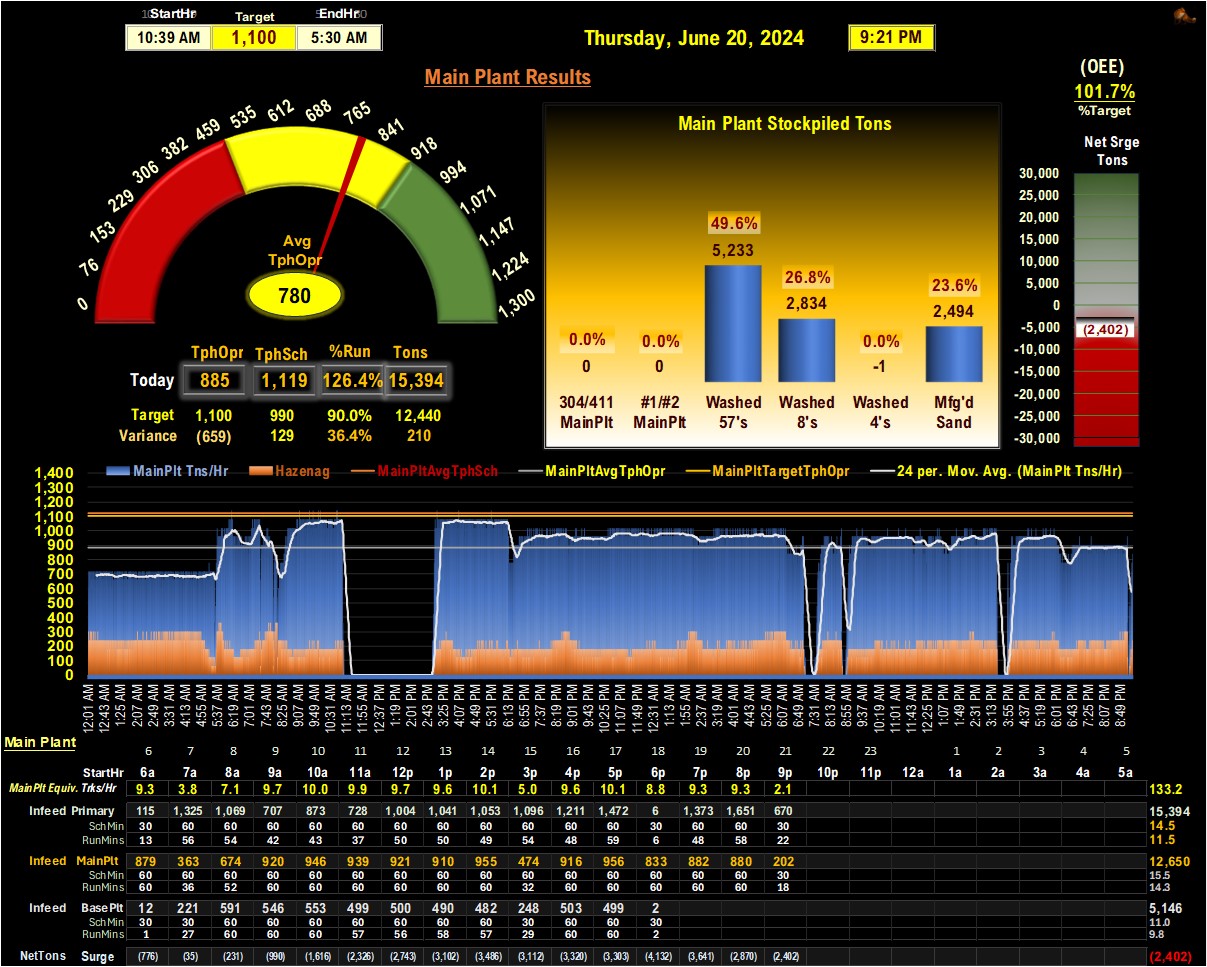 StartHr Target EndHr
10:39 AM 1,100 5:30 AM
Thursday, June 20, 2024 9:21 PM
Main Plant Results
(OEE)
101.7%
%Target
Net Srge
Tons
0 76 153 229 306 382 459 535 612 688 765 841 918 994 1,071 1,147 1,224 1,300
Avg
TphOpr
780
TphOpr TphSch %Run Tons
Today 885 1,119 126.4% 15,394
Target 1,100 990 90.0% 12,440
Variance (659) 129 36.4% 210
Main Plant Stockpiled Tons
0.0% 0.0% 49.6% 26.8% 0.0% 23.6%
0 0 5,233 2,834 -1 2,494
304/411 #1/#2 Washed Washed Washed Mfg'd
MainPlt MainPlt 57's 8's 4's Sand
30,000
25,000
20,000
15,000
10,000
5,000
0
-5,000
-10,000
-15,000
-20,000
-25,000
-30,000
(2,402)
MainPlt Tns/Hr Hazenag MainPltAvgTphSch MainPltAvgTphOpr MainPltTargetTphOpr 24 per. Mov. Avg. (MainPlt Tns/Hr)
1,400
1,300
1,200
1,100
1,000
900
800
700
600
500
400
300
200
100
0
12:01 AM 12:43 AM 1:25 AM 2:07 AM 2:49 AM 3:31 AM 4:13 AM 4:55 AM 5:37 AM 6:19 AM 7:01 AM 7:43 AM 8:25 AM 9:07 AM 9:49 AM 10:31 AM 11:13 AM 11:55 AM 12:37 PM 1:19 PM 2:01 PM 2:43 PM 3:25 PM 4:07 PM 4:49 PM 5:31 PM 6:13 PM 6:55 PM 7:37 PM 8:19 PM 9:01 PM 9:43 PM 10:25 PM 11:07 PM 11:49 PM 12:31 AM 1:13 AM 1:55 AM 2:37 AM 3:19 AM 4:01 AM 4:43 AM 5:25 AM 6:07 AM 6:49 AM 7:31 AM 8:13 AM 8:55 AM 9:37 AM 10:19 AM 11:01 AM 11:43 AM 12:25 PM 1:07 PM 1:49 PM 2:31 PM 3:13 PM 3:55 PM 4:37 PM 5:19 PM 6:01 PM 6:43 PM 7:25 PM 8:07 PM 8:49 PM
Main Plant 6 7 8 9 10 11 12 13 14 15 16 17 18 19 20 21 22 23 1 2 3 4 5
StartHr 6a 7a 8a 9a 10a 11a 12p 1p 2p 3p 4p 5p 6p 7p 8p 9p 10p 11p 12a 1a 2a 3a 4a 5a
MainPlt Equiv. Trks/Hr 9.3 3.8 7.1 9.7 10.0 9.9 9.7 9.6 10.1 5.0 9.6 10.1 8.8 9.3 9.3 2.1 133.2
Infeed Primary 115 1,325 1,069 707 873 728 1,004 1,041 1,053 1,096 1,211 1,472 6 1,373 1,651 670 15,394
SchMin 30 60 60 60 60 60 60 60 60 60 60 60 30 60 60 30 14.5
RunMins 13 56 54 42 43 37 50 50 49 54 48 59 6 48 58 22 11.5
Infeed MainPlt 879 363 674 920 946 939 921 910 955 474 916 956 833 882 880 202 12,650
SchMin 60 60 60 60 60 60 60 60 60 60 60 60 60 60 60 30 15.5
RunMins 60 36 52 60 60 60 60 60 60 32 60 60 60 60 60 18 14.3
Infeed BasePlt 12 221 591 546 553 499 500 490 482 248 503 499 2 5,146
SchMin 30 30 60 60 60 60 60 60 60 30 60 60 30 11.0
RunMins 1 27 60 60 60 57 56 58 57 29 60 60 2 9.8
NetTons Surge (776) (35) (231) (990) (1,616) (2,326) (2,743) (3,102) (3,486) (3,112) (3,320) (3,303) (4,132) (3,641) (2,870) (2,402) (2,402)